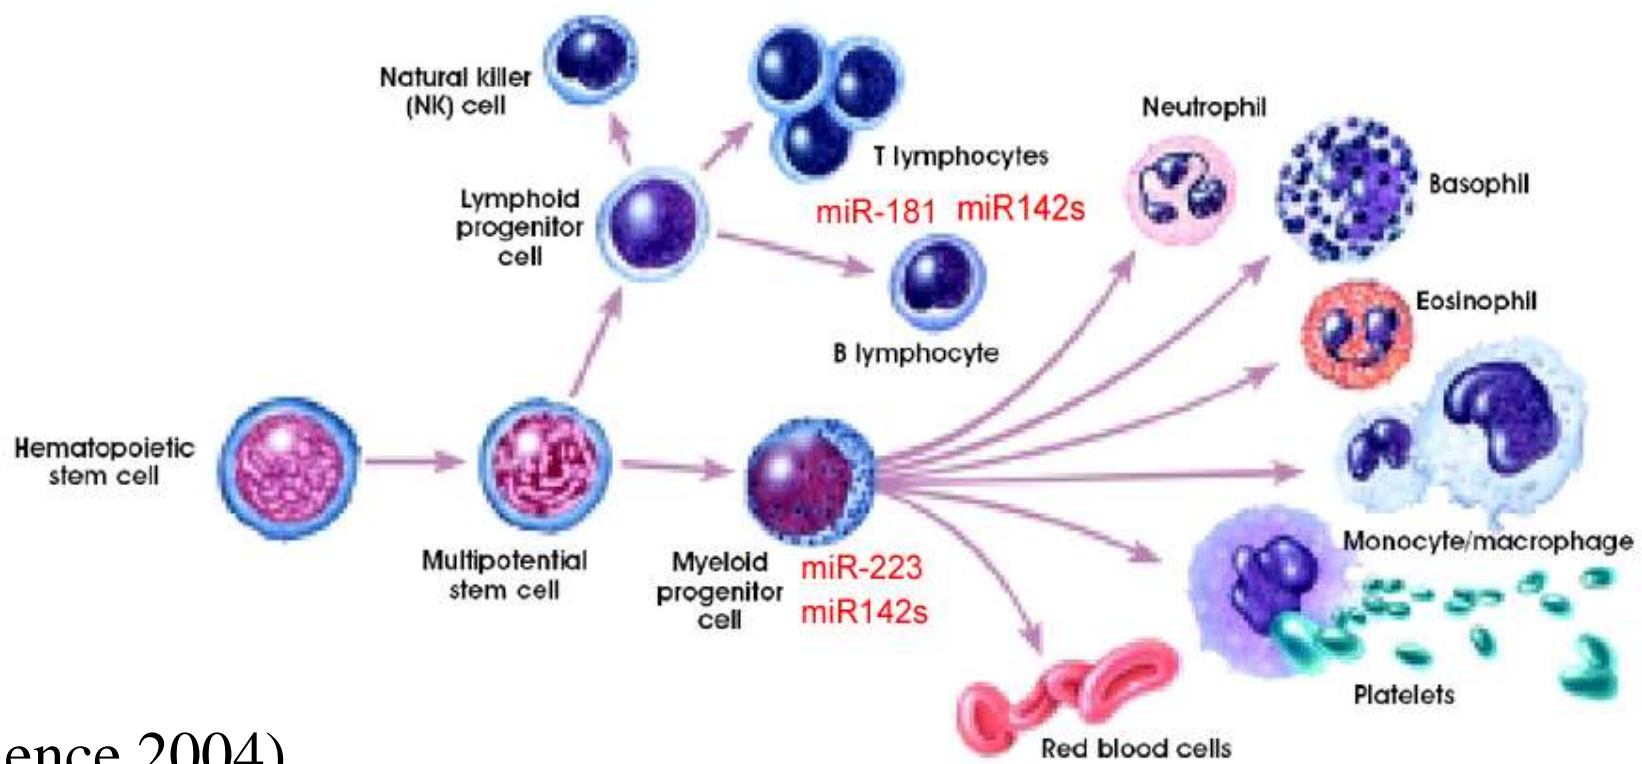 Natural killer
(NK) cell
T lymphocytes
miR-181 miR142s
Lymphoid
progenitor
cell
B lymphocyte
Neutrophil
Basophil
Eosinophil
Hematopoietic
stem cell
Multipotential
stem cell
Myeloid
progenitor
cell
miR-223
miR142s
Monocyte/macrophage
Platelets
Red blood cells
ence 2004)